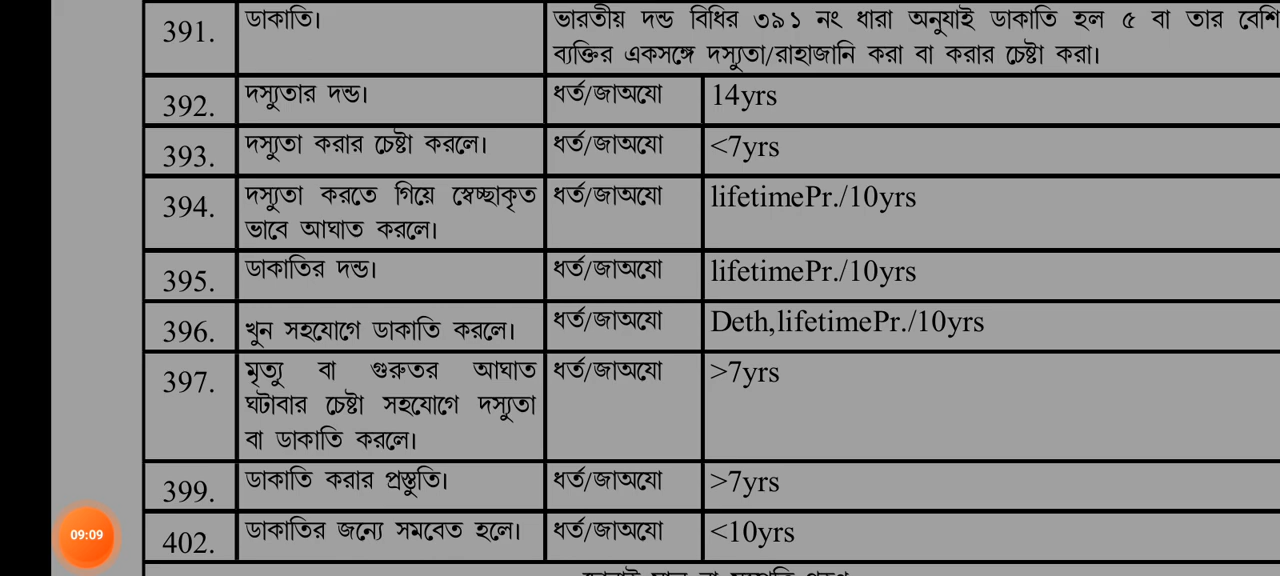 391. ডাকাতি। ভারতীয় দন্ড বিধির ৩৯১ নং ধারা অনুযাই ডাকাতি হল ৫ বা তার বেশি
ব্যক্তির একসঙ্গে দস্যুতা/রাহাজানি করা বা করার চেষ্টা করা।
392. দস্যুতার দন্ড। ধর্ত/জাঅযো 14yrs
393. দস্যুতা করার চেষ্টা করলে। ধর্ত/জাঅযো <7yrs
394. দস্যুতা করতে গিয়ে স্বেচ্ছাকৃত ধর্ত/জাঅযো lifetimePr./10yrs
ভাবে আঘাত করলে।
395. ডাকাতির দন্ড। ধর্ত/জাঅযো lifetimePr./10yrs
396. খুন সহযোগে ডাকাতি করলে। ধর্ত/জাঅযো Deth,lifetimePr./10yrs
397. মৃত্যু বা গুরুতর আঘাত ধর্ত/জাঅযো >7yrs
ঘটাবার চেষ্টা সহযোগে দস্যুতা
বা ডাকাতি করলে।
399. ডাকাতি করার প্রস্তুতি। ধর্ত/জাঅযো >7yrs
402. ডাকাতির জন্যে সমবেত হলে। ধর্ত/জাঅযো <10yrs
09:09